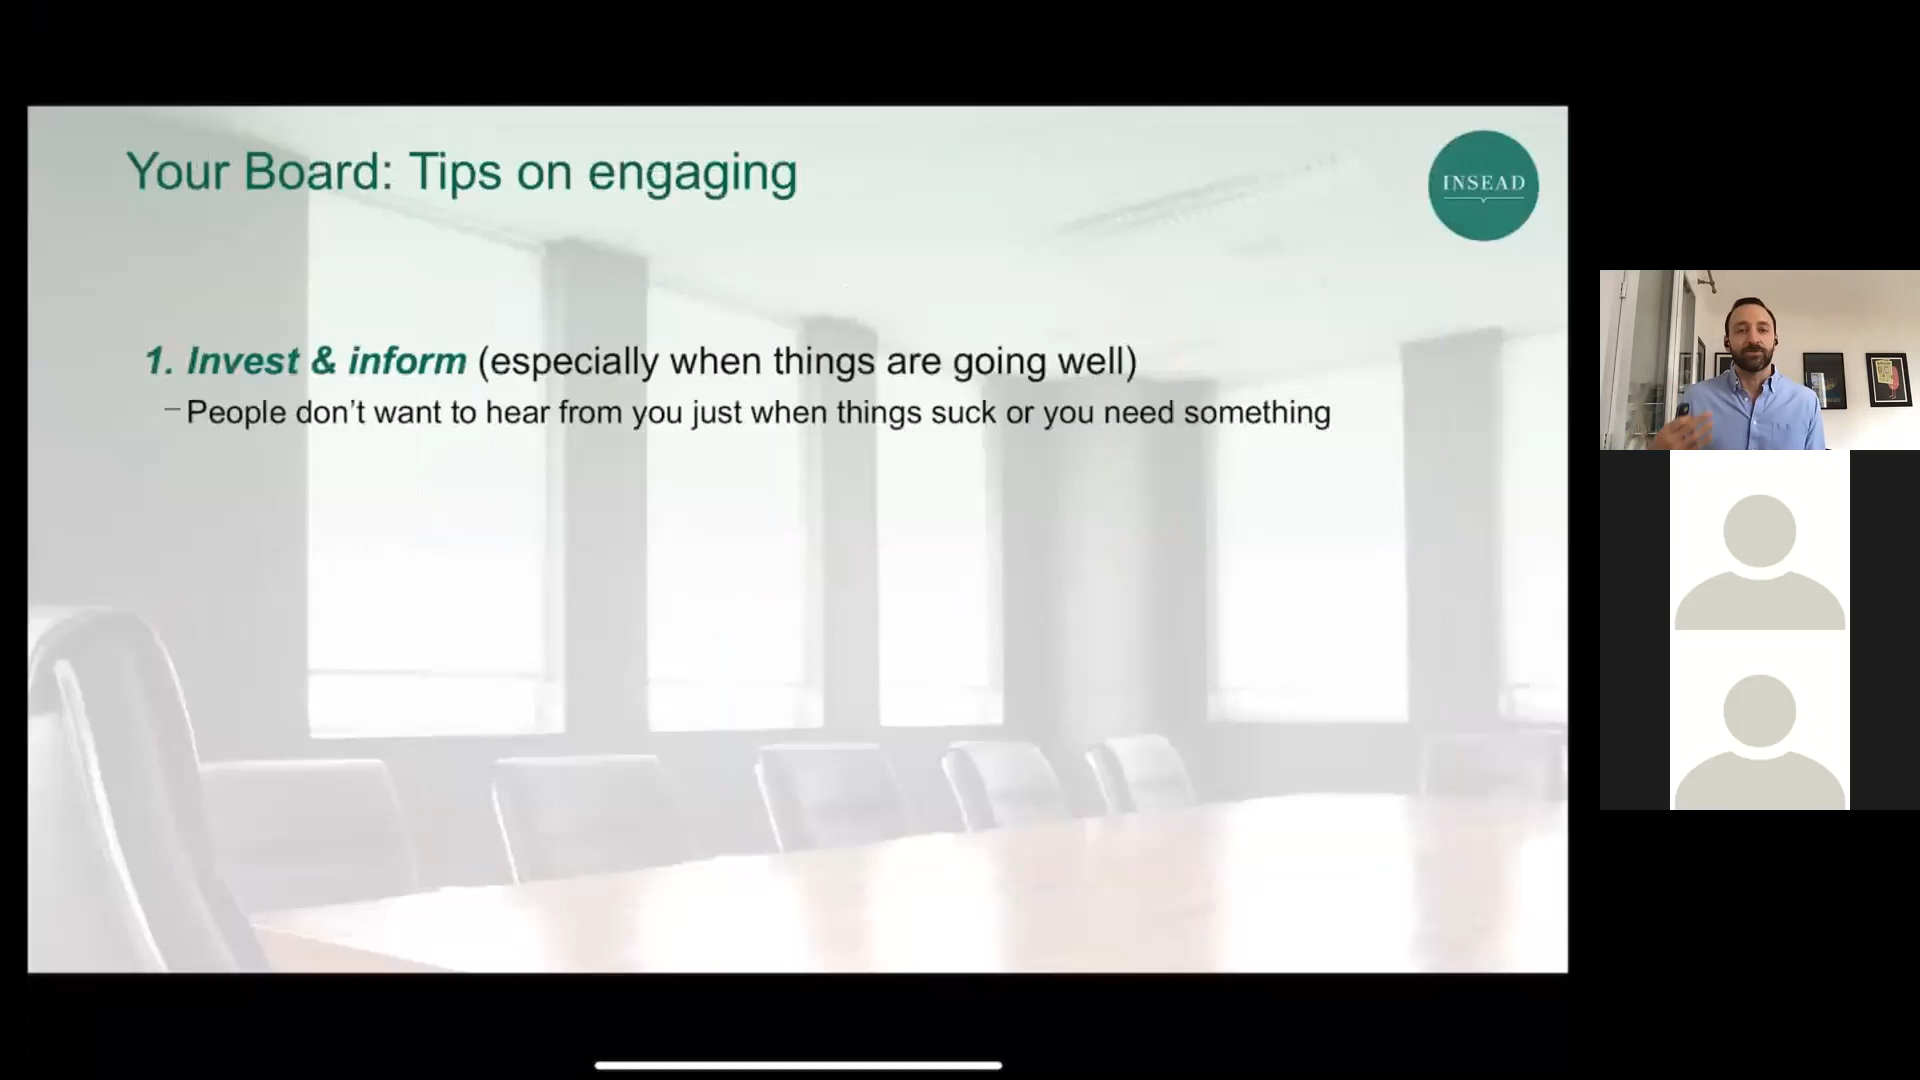 Your Board: Tips on engaging
INSEAD
1. Invest & inform (especially when things are going well)
– People don’t want to hear from you just when things suck or you need something